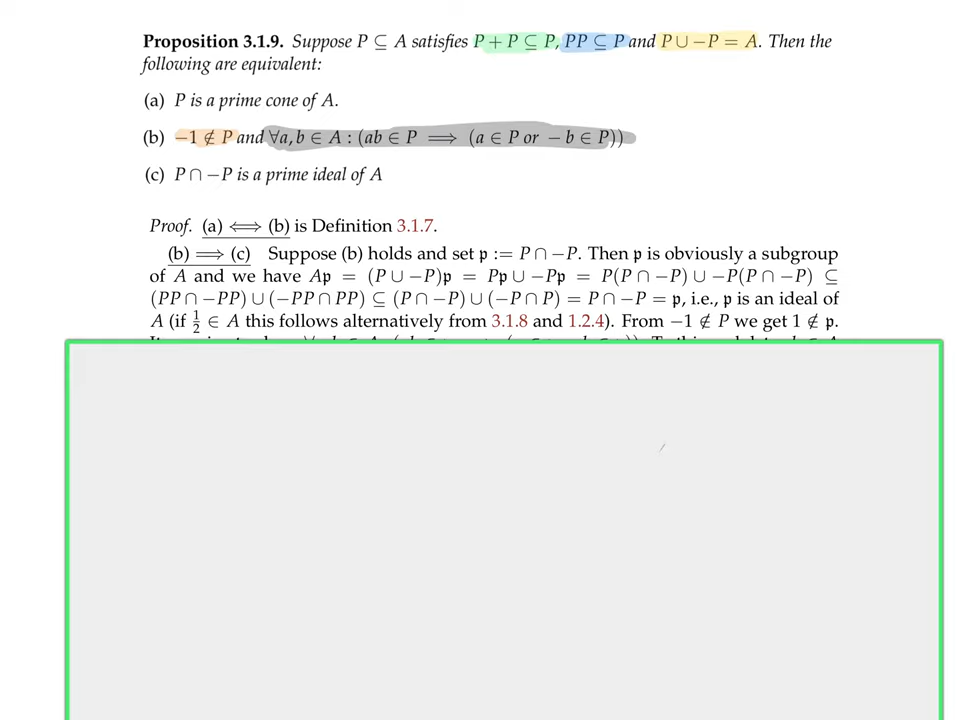 Proposition 3.1.9. Suppose P ⊆ A satisfies P + P ⊆ P, PP ⊆ P and P ∪ −P = A. Then the
following are equivalent:
(a) P is a prime cone of A.
(b) −1 ∉ P and ∀a, b ∈ A : (ab ∈ P ⟹ (a ∈ P or − b ∈ P))
(c) P ∩ −P is a prime ideal of A
Proof. (a) ⟺ (b) is Definition 3.1.7.
(b) ⟹ (c) Suppose (b) holds and set 𝔭 := P ∩ −P. Then 𝔭 is obviously a subgroup
of A and we have A𝔭 = (P ∪ −P)𝔭 = P𝔭 ∪ −P𝔭 = P(P ∩ −P) ∪ −P(P ∩ −P) ⊆
(PP ∩ −PP) ∪ (−PP ∩ PP) ⊆ (P ∩ −P) ∪ (−P ∩ P) = P ∩ −P = 𝔭, i.e., 𝔭 is an ideal of
A (if 1/2 ∈ A this follows alternatively from 3.1.8 and 1.2.4). From −1 ∉ P we get 1 ∉ 𝔭.